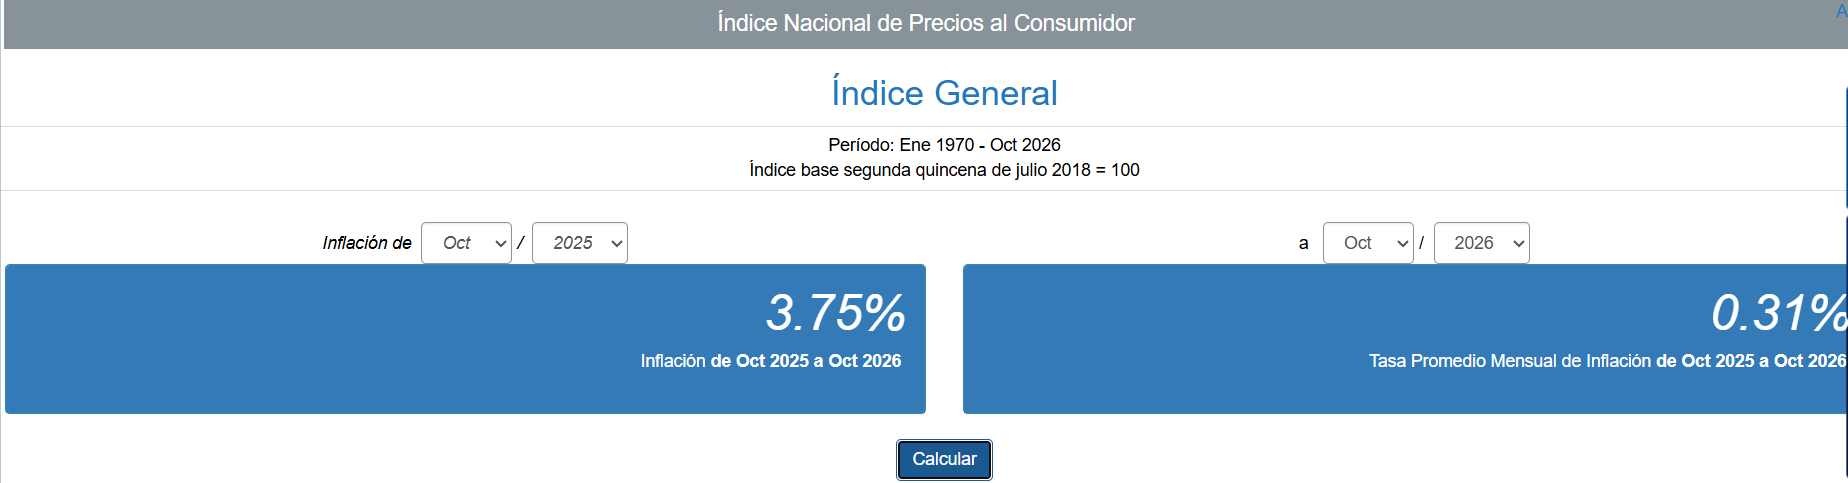 Índice Nacional de Precios al Consumidor
A
Índice General
Período: Ene 1970 - Oct 2026
Índice base segunda quincena de julio 2018 = 100
Inflación de Oct / 2025 a Oct / 2026
3.75%
Inflación de Oct 2025 a Oct 2026
0.31%
Tasa Promedio Mensual de Inflación de Oct 2025 a Oct 2026
Calcular